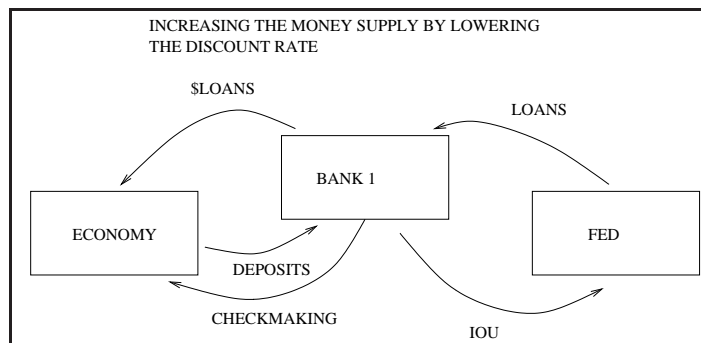 INCREASING THE MONEY SUPPLY BY LOWERING
THE DISCOUNT RATE
$LOANS
LOANS
BANK 1
ECONOMY
FED
DEPOSITS
CHECKMAKING
IOU